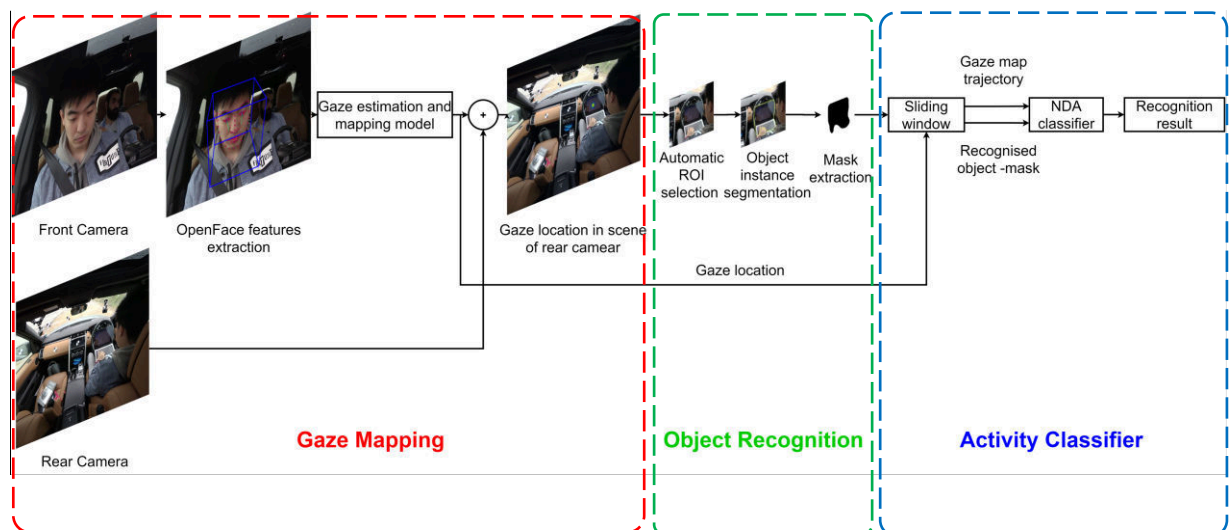 Front Camera
OpenFace features
extraction
Gaze estimation and
mapping model
+
Gaze location in scene
of rear camear
Rear Camera
Gaze Mapping
Automatic
ROI
selection
Object
instance
segmentation
Mask
extraction
Gaze location
Object Recognition
Sliding
window
Gaze map
trajectory
Recognised
object -mask
NDA
classifier
Recognition
result
Activity Classifier